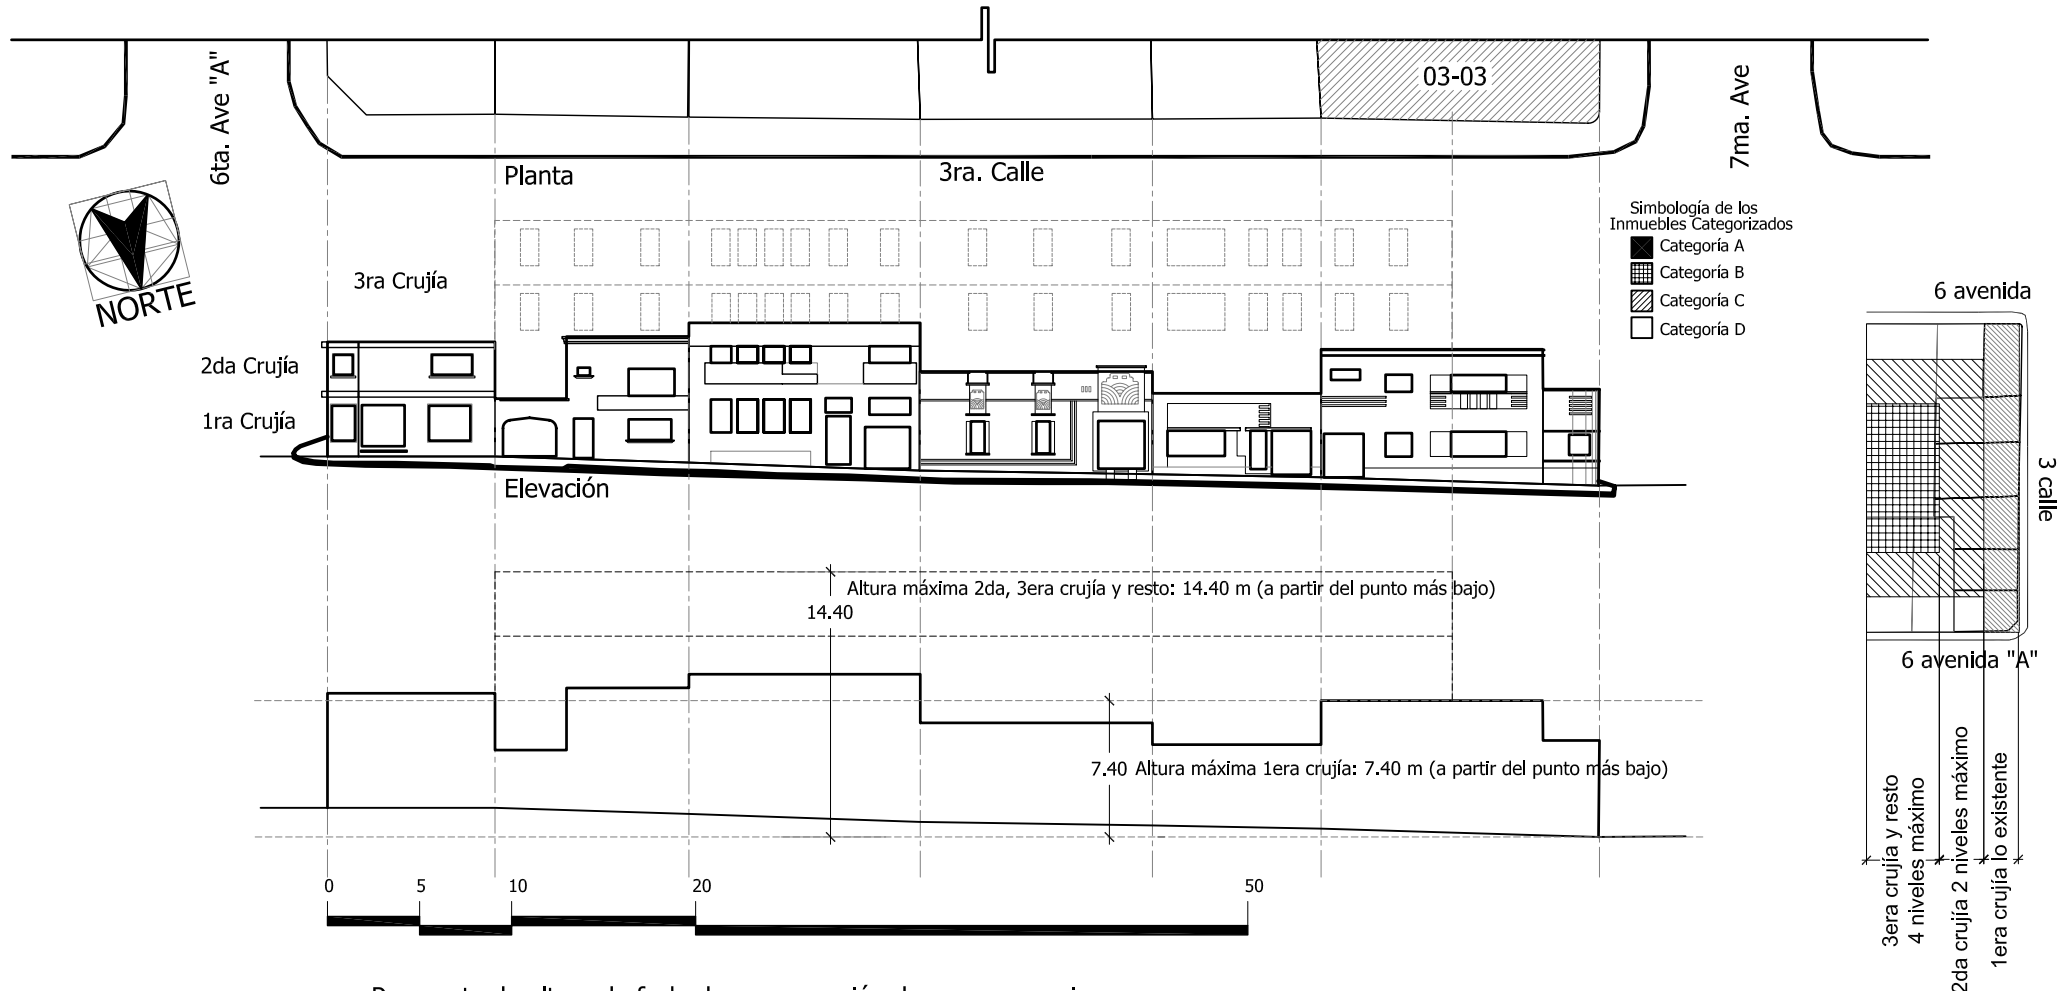 6ta. Ave "A"
03-03
7ma. Ave
Planta
3ra. Calle
NORTE
Simbología de los
Inmuebles Categorizados
Categoría A
Categoría B
Categoría C
Categoría D
3ra Crujía
2da Crujía
1ra Crujía
Elevación
6 avenida
3 calle
6 avenida "A"
3era crujía y resto
4 niveles máximo
2da crujía 2 niveles máximo
1era crujía lo existente
Altura máxima 2da, 3era crujía y resto: 14.40 m (a partir del punto más bajo)
14.40
7.40 Altura máxima 1era crujía: 7.40 m (a partir del punto más bajo)
0 5 10 20 50